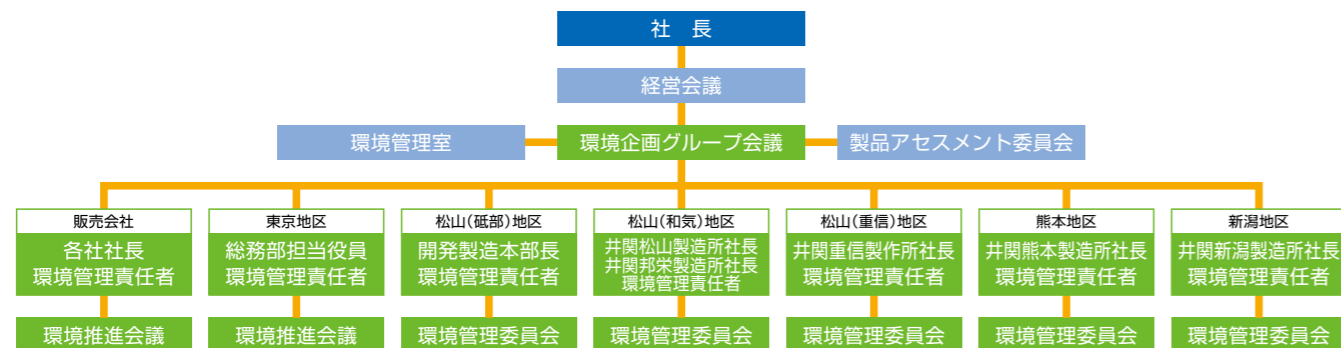 社　長
経営会議
環境管理室
環境企画グループ会議
製品アセスメント委員会
販売会社
各社社長
環境管理責任者
環境推進会議
東京地区
総務部担当役員
環境管理責任者
環境推進会議
松山(砥部)地区
開発製造本部長
環境管理責任者
環境管理委員会
松山(和気)地区
井関松山製造所社長
井関邦栄製造所社長
環境管理責任者
環境管理委員会
松山(重信)地区
井関重信製作所社長
環境管理責任者
環境管理委員会
熊本地区
井関熊本製造所社長
環境管理責任者
環境管理委員会
新潟地区
井関新潟製造所社長
環境管理責任者
環境管理委員会